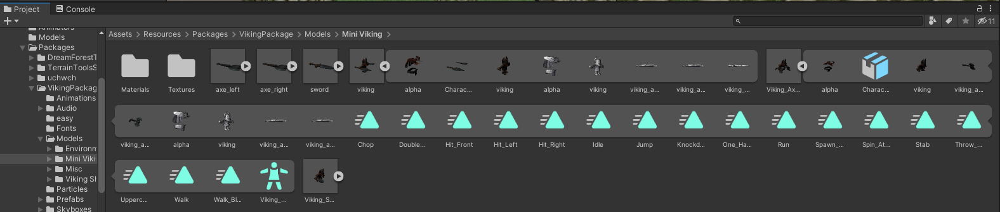 Project Console
11
Animators
Models
Packages
DreamForestT
TerrainToolsS
uchwch
VikingPackag
Animations
Audio
easy
Fonts
Models
Environm
Mini Viki
Misc
Viking Sh
Particles
Prefabs
Skyboxes
Assets > Resources > Packages > VikingPackage > Models > Mini Viking >
Materials Textures axe_left axe_right sword viking alpha Charac... viking alpha viking viking_a... viking_a... viking_... Viking_Ax... alpha Charac... viking viking_a...
viking_a... alpha viking viking_a... viking_a... Chop Double... Hit_Front Hit_Left Hit_Right Idle Jump Knockd... One_Ha... Run Spawn_... Spin_At... Stab Throw_...
Upperc... Walk Walk_Bl... Viking_... Viking_S...